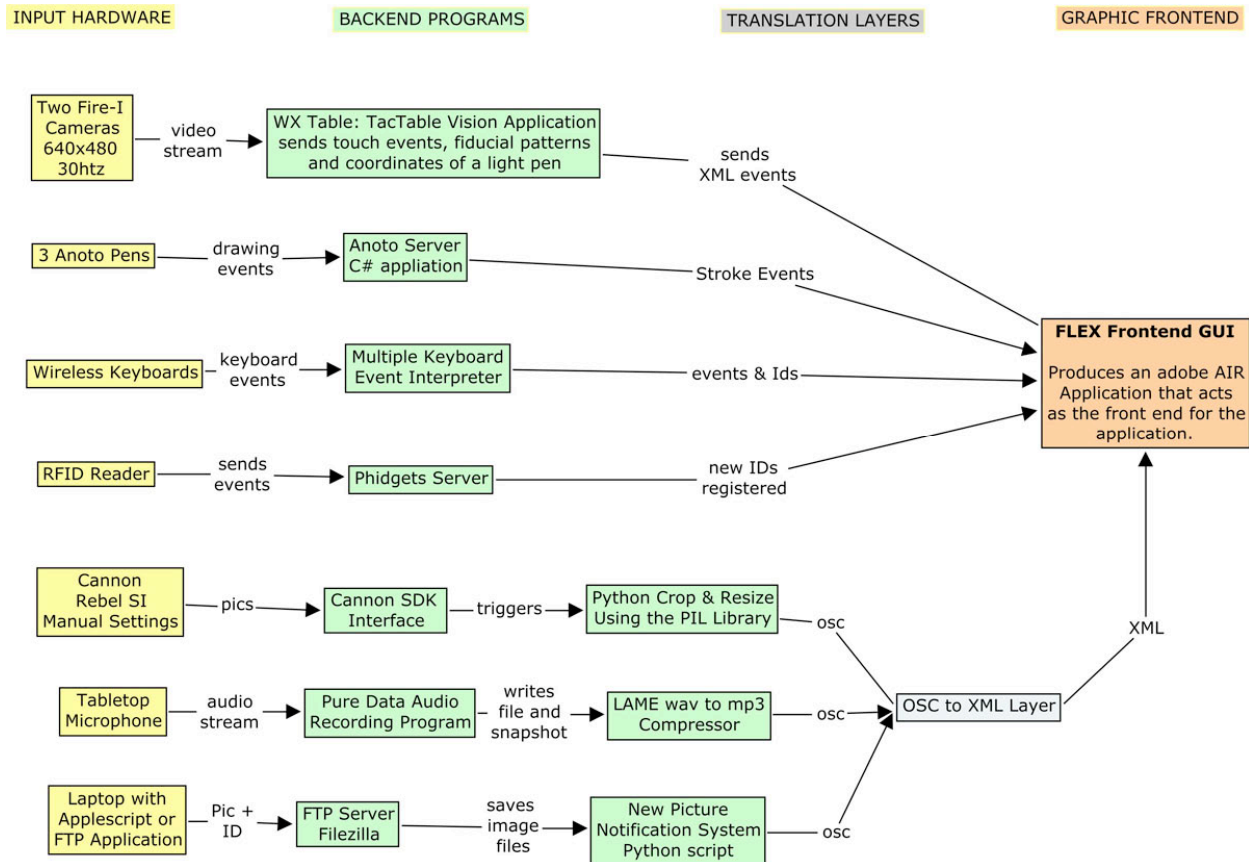 INPUT HARDWARE
BACKEND PROGRAMS
TRANSLATION LAYERS
GRAPHIC FRONTEND
Two Fire-I
Cameras
640x480
30htz
video
stream
WX Table: TacTable Vision Application
sends touch events, fiducial patterns
and coordinates of a light pen
sends
XML events
3 Anoto Pens
drawing
events
Anoto Server
C# appliation
Stroke Events
Wireless Keyboards
keyboard
events
Multiple Keyboard
Event Interpreter
events & Ids
RFID Reader
sends
events
Phidgets Server
new IDs
registered
FLEX Frontend GUI
Produces an adobe AIR
Application that acts
as the front end for the
application.
Cannon
Rebel SI
Manual Settings
pics
Cannon SDK
Interface
triggers
Python Crop & Resize
Using the PIL Library
osc
Tabletop
Microphone
audio
stream
Pure Data Audio
Recording Program
writes
file and
snapshot
LAME wav to mp3
Compressor
osc
OSC to XML Layer
XML
Laptop with
Applescript or
FTP Application
Pic +
ID
FTP Server
Filezilla
saves
image
files
New Picture
Notification System
Python script
osc